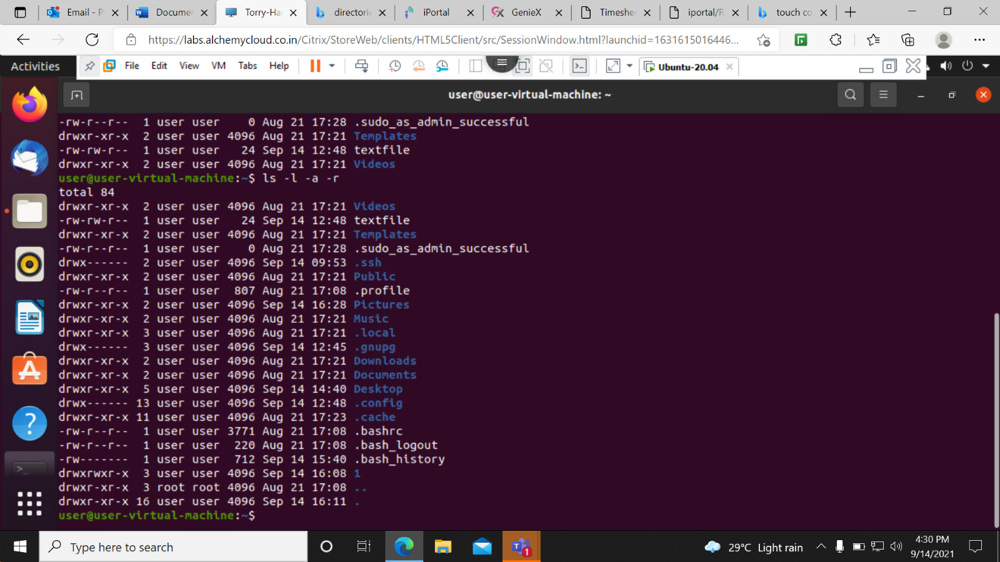 Email - P
Documen
Torry-Ha
directorie
iPortal
GenieX
Timeshee
iportal/R
touch co
https://labs.alchemycloud.co.in/Citrix/StoreWeb/clients/HTML5Client/src/SessionWindow.html?launchid=1631615016446...
Activities
File Edit View VM Tabs Help
Ubuntu-20.04
user@user-virtual-machine: ~
-rw-r--r--  1 user user    0 Aug 21 17:28 .sudo_as_admin_successful
drwxr-xr-x  2 user user 4096 Aug 21 17:21 Templates
-rw-rw-r--  1 user user   24 Sep 14 12:48 textfile
drwxr-xr-x  2 user user 4096 Aug 21 17:21 Videos
user@user-virtual-machine:~$ ls -l -a -r
total 84
drwxr-xr-x  2 user user 4096 Aug 21 17:21 Videos
-rw-rw-r--  1 user user   24 Sep 14 12:48 textfile
drwxr-xr-x  2 user user 4096 Aug 21 17:21 Templates
-rw-r--r--  1 user user    0 Aug 21 17:28 .sudo_as_admin_successful
drwx------  2 user user 4096 Sep 14 09:53 .ssh
drwxr-xr-x  2 user user 4096 Aug 21 17:21 Public
-rw-r--r--  1 user user  807 Aug 21 17:08 .profile
drwxr-xr-x  2 user user 4096 Sep 14 16:28 Pictures
drwxr-xr-x  2 user user 4096 Aug 21 17:21 Music
drwxr-xr-x  3 user user 4096 Aug 21 17:21 .local
drwx------  3 user user 4096 Sep 14 12:45 .gnupg
drwxr-xr-x  2 user user 4096 Aug 21 17:21 Downloads
drwxr-xr-x  2 user user 4096 Aug 21 17:21 Documents
drwxr-xr-x  5 user user 4096 Sep 14 14:40 Desktop
drwx------ 13 user user 4096 Sep 14 12:48 .config
drwxr-xr-x 11 user user 4096 Aug 21 17:23 .cache
-rw-r--r--  1 user user 3771 Aug 21 17:08 .bashrc
-rw-r--r--  1 user user  220 Aug 21 17:08 .bash_logout
-rw-------  1 user user  712 Sep 14 15:40 .bash_history
drwxrwxr-x  3 user user 4096 Sep 14 16:08 1
drwxr-xr-x  3 root root 4096 Aug 21 17:08 ..
drwxr-xr-x 16 user user 4096 Sep 14 16:11 .
user@user-virtual-machine:~$
Type here to search
1
29°C Light rain
4:30 PM
9/14/2021